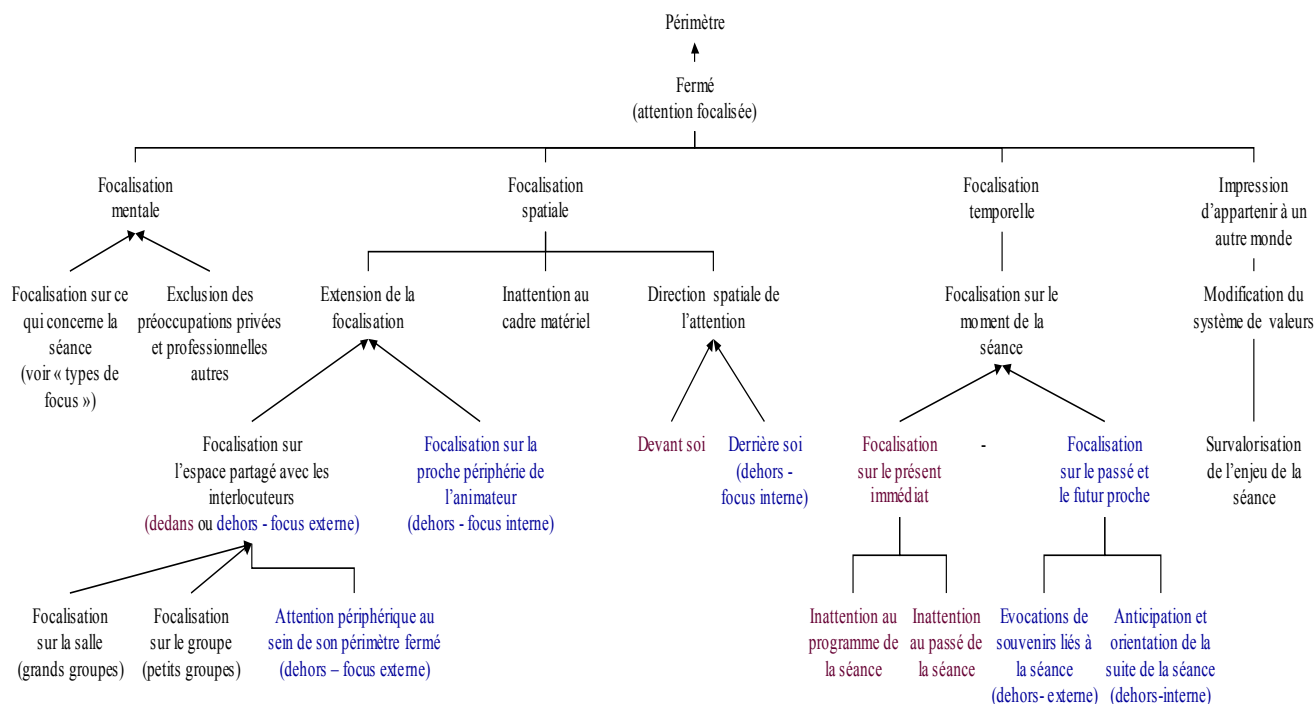 Périmètre
Fermé
(attention focalisée)
Focalisation
mentale
Focalisation
spatiale
Focalisation
temporelle
Impression
d'appartenir à un
autre monde
Focalisation sur ce
qui concerne la
séance
(voir « types de
focus »)
Exclusion des
préoccupations privées
et professionnelles
autres
Extension de la
focalisation
Inattention au
cadre matériel
Direction spatiale de
l'attention
Focalisation sur le
moment de la
séance
Modification du
système de valeurs
Focalisation sur
l'espace partagé avec les
interlocuteurs
(dedans ou dehors - focus externe)
Focalisation sur la
proche périphérie de
l'animateur
(dehors - focus interne)
Devant soi
Derrière soi
(dehors -
focus interne)
Focalisation
sur le présent
immédiat
-
Focalisation
sur le passé et
le futur proche
Survalorisation
de l'enjeu de la
séance
Focalisation
sur la salle
(grands groupes)
Focalisation
sur le groupe
(petits groupes)
Attention périphérique au
sein de son périmètre fermé
(dehors – focus externe)
Inattention au
programme de
la séance
Inattention
au passé de
la séance
Evocations de
souvenirs liés à
la séance
(dehors- externe)
Anticipation et
orientation de la
suite de la séance
(dehors-interne)